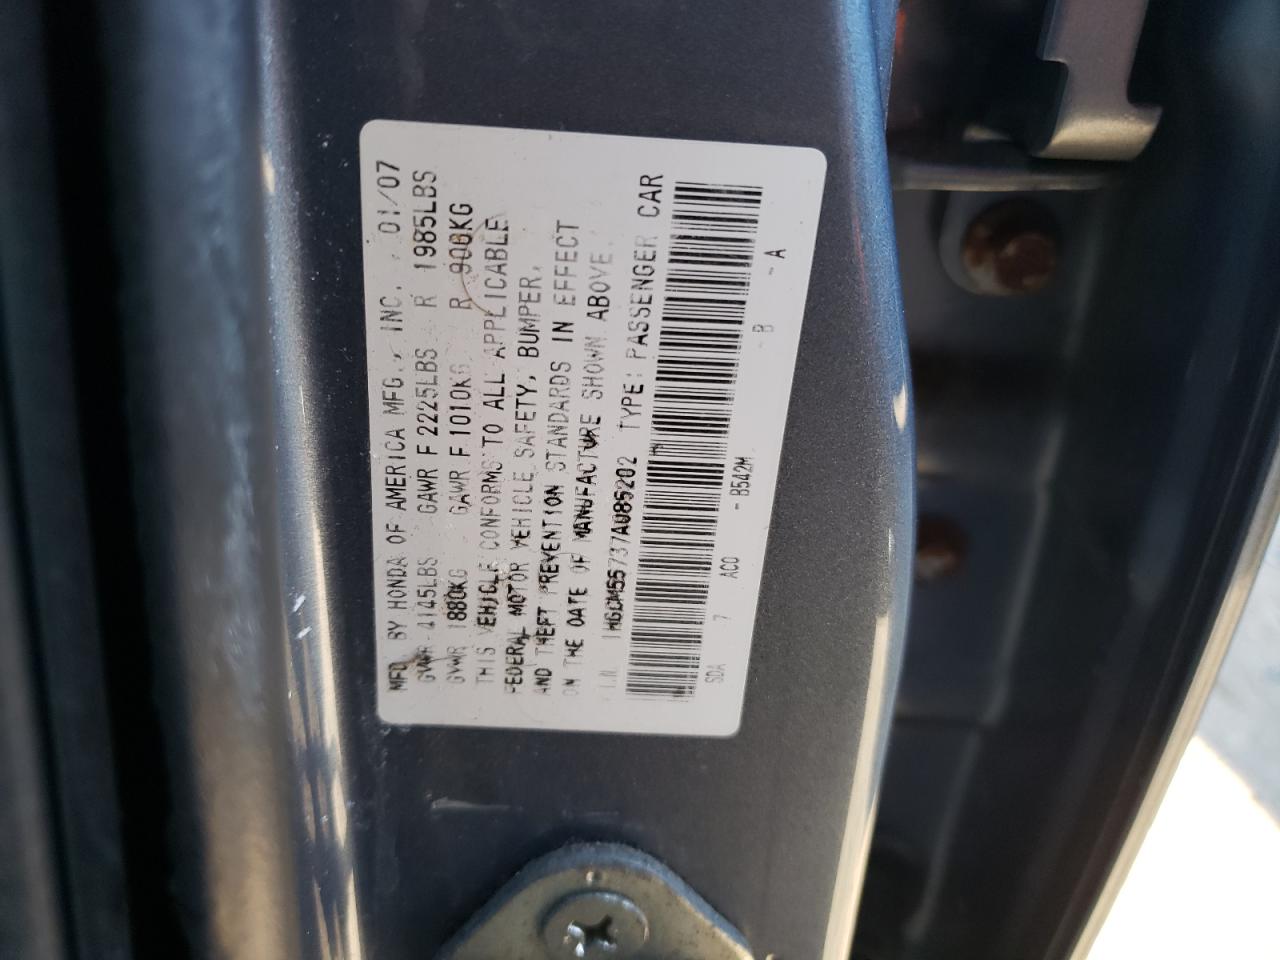 MFD BY HONDA OF AMERICA MFG., INC. 01/07
GVWR 4145LBS GAWR F 2225LBS R 1985LBS
GVWR 1880KG GAWR F 1010KG R 900KG
THIS VEHICLE CONFORMS TO ALL APPLICABLE
FEDERAL MOTOR VEHICLE SAFETY, BUMPER,
AND THEFT PREVENTION STANDARDS IN EFFECT
ON THE DATE OF MANUFACTURE SHOWN ABOVE.
V.I.N. 1HGCM55737A085202 TYPE: PASSENGER CAR
SDA 7 AC0 - B542M - B - A